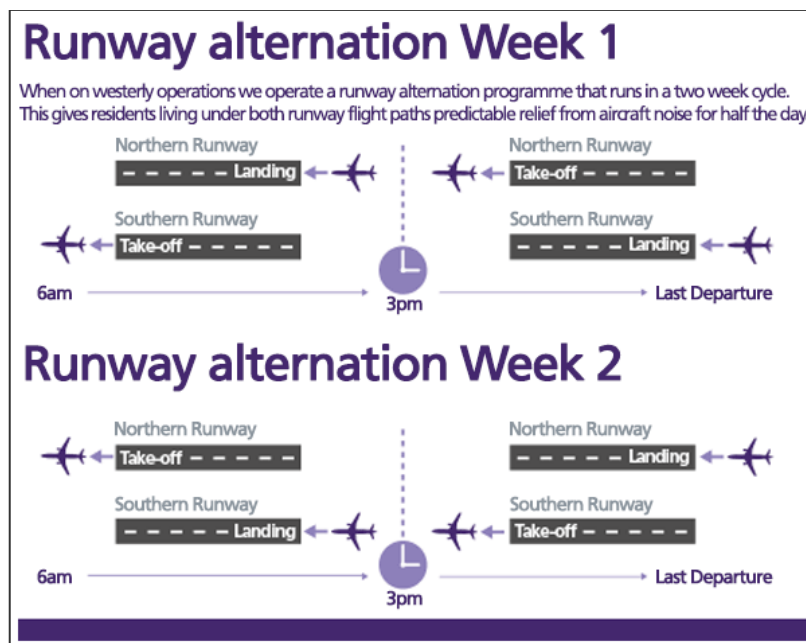 Runway alternation Week 1
When on westerly operations we operate a runway alternation programme that runs in a two week cycle.
This gives residents living under both runway flight paths predictable relief from aircraft noise for half the day
Northern Runway
Landing
Northern Runway
Take-off
Southern Runway
Take-off
Southern Runway
Landing
6am
3pm
Last Departure
Runway alternation Week 2
Northern Runway
Take-off
Northern Runway
Landing
Southern Runway
Landing
Southern Runway
Take-off
6am
3pm
Last Departure